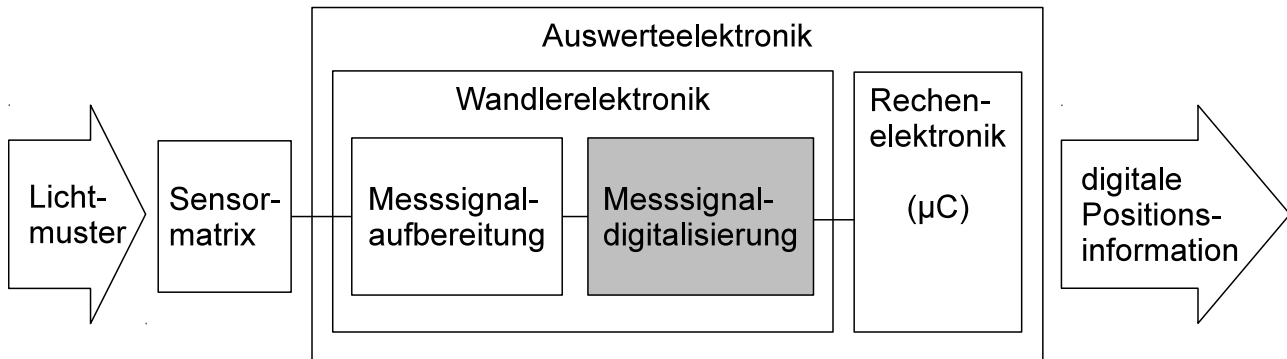 Auswerteelektronik
Wandlerelektronik
Licht-
muster
Sensor-
matrix
Messsignal-
aufbereitung
Messsignal-
digitalisierung
Rechen-
elektronik
(µC)
digitale
Positions-
information